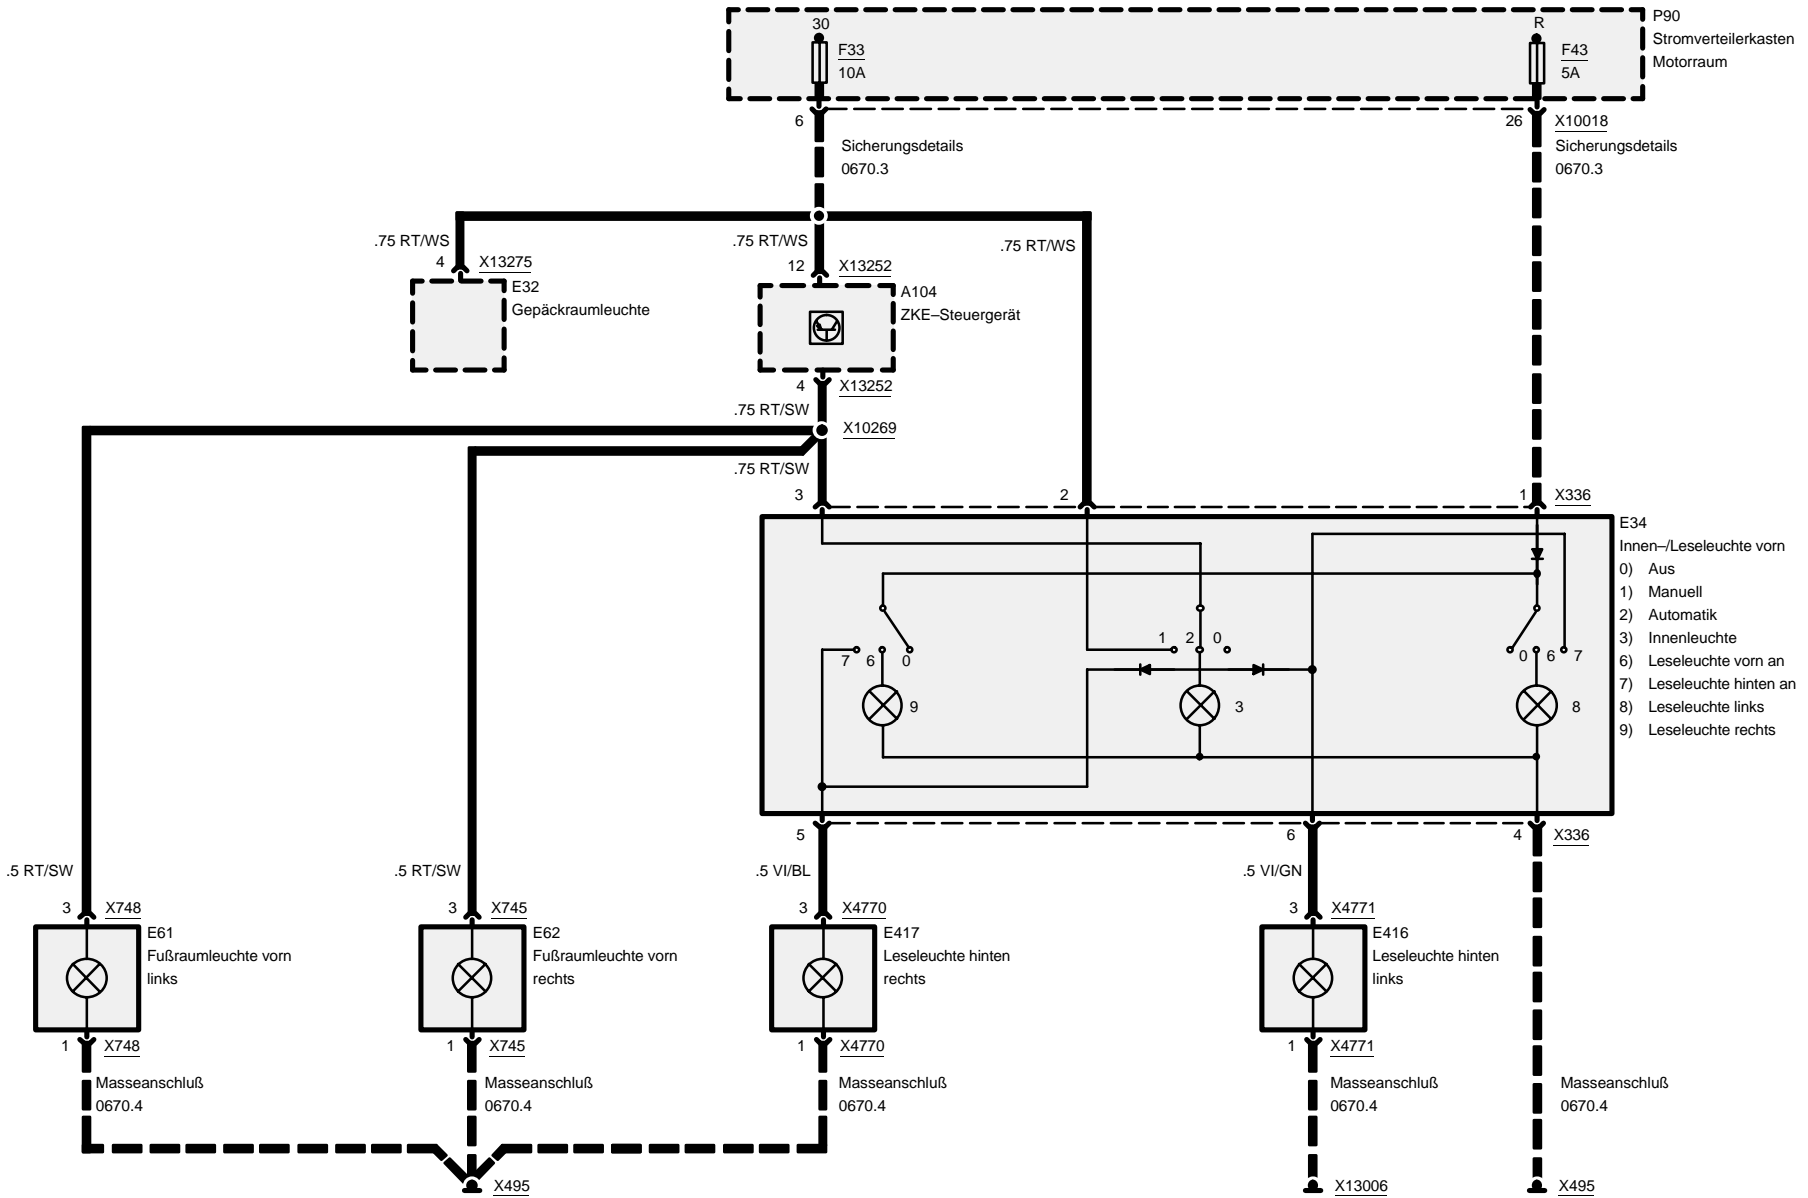 30
R
P90
Stromverteilerkasten
Motorraum
F33
10A
F43
5A
6
26
X10018
Sicherungsdetails
0670.3
Sicherungsdetails
0670.3
.75 RT/WS
.75 RT/WS
.75 RT/WS
4
X13275
12
X13252
E32
Gepäckraumleuchte
A104
ZKE–Steuergerät
4
X13252
.75 RT/SW
X10269
.75 RT/SW
3
2
1
X336
E34
Innen–/Leseleuchte vorn
0) Aus
1) Manuell
2) Automatik
3) Innenleuchte
6) Leseleuchte vorn an
7) Leseleuchte hinten an
8) Leseleuchte links
9) Leseleuchte rechts
7 6 0
1 2 0
0 6 7
9
3
8
5
6
4
X336
.5 RT/SW
.5 RT/SW
.5 VI/BL
.5 VI/GN
3
X748
3
X745
3
X4770
3
X4771
E61
Fußraumleuchte vorn
links
E62
Fußraumleuchte vorn
rechts
E417
Leseleuchte hinten
rechts
E416
Leseleuchte hinten
links
1
X748
1
X745
1
X4770
1
X4771
Masseanschluß
0670.4
Masseanschluß
0670.4
Masseanschluß
0670.4
Masseanschluß
0670.4
Masseanschluß
0670.4
X495
X13006
X495